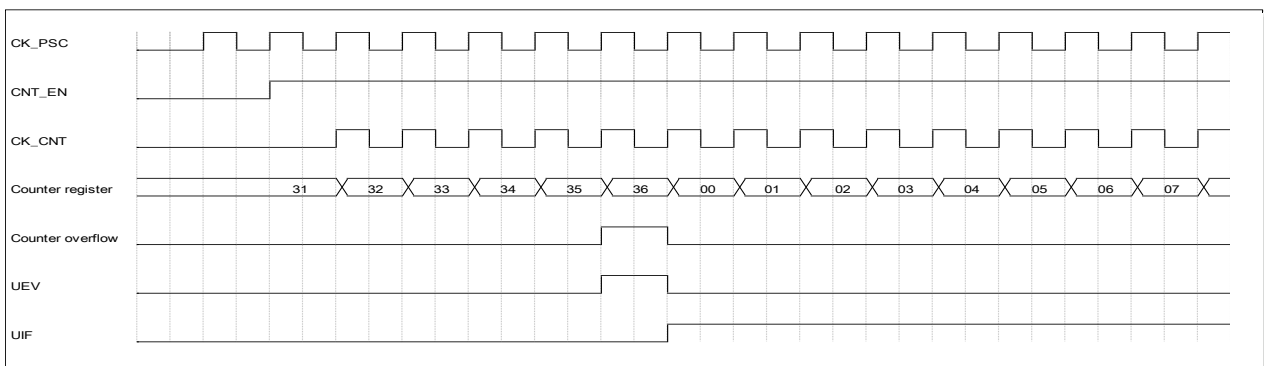 CK_PSC
CNT_EN
CK_CNT
Counter register 31 32 33 34 35 36 00 01 02 03 04 05 06 07
Counter overflow
UEV
UIF